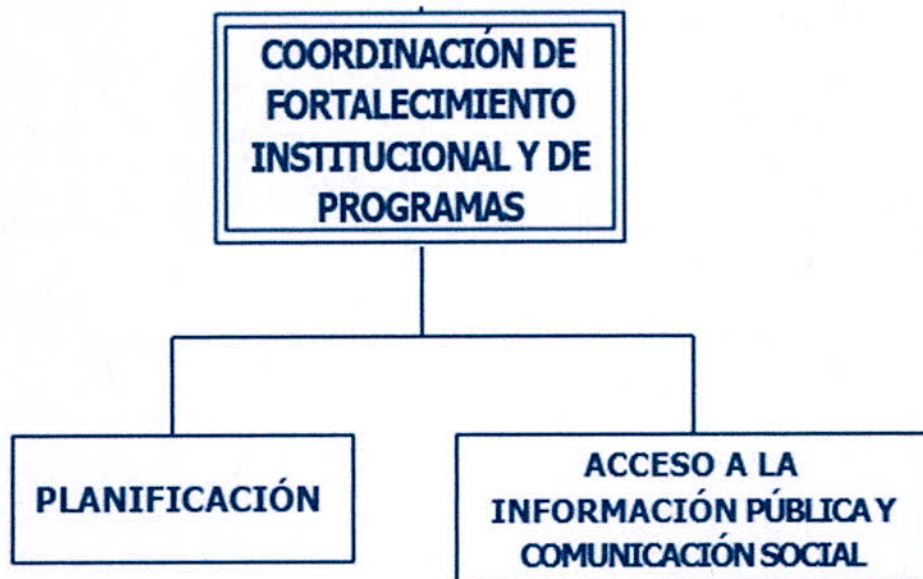 COORDINACIÓN DE
FORTALECIMIENTO
INSTITUCIONAL Y DE
PROGRAMAS
PLANIFICACIÓN
ACCESO A LA
INFORMACIÓN PÚBLICA Y
COMUNICACIÓN SOCIAL